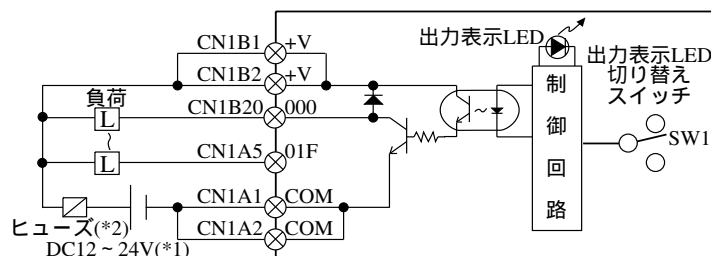 CN1B1 +V
CN1B2 +V
負荷
L CN1B20 000
～
L CN1A5 01F
CN1A1 COM
CN1A2 COM
ヒューズ(*2)
DC12～24V(*1)
出力表示LED
～
制御回路
出力表示LED
切り替え
スイッチ
SW1